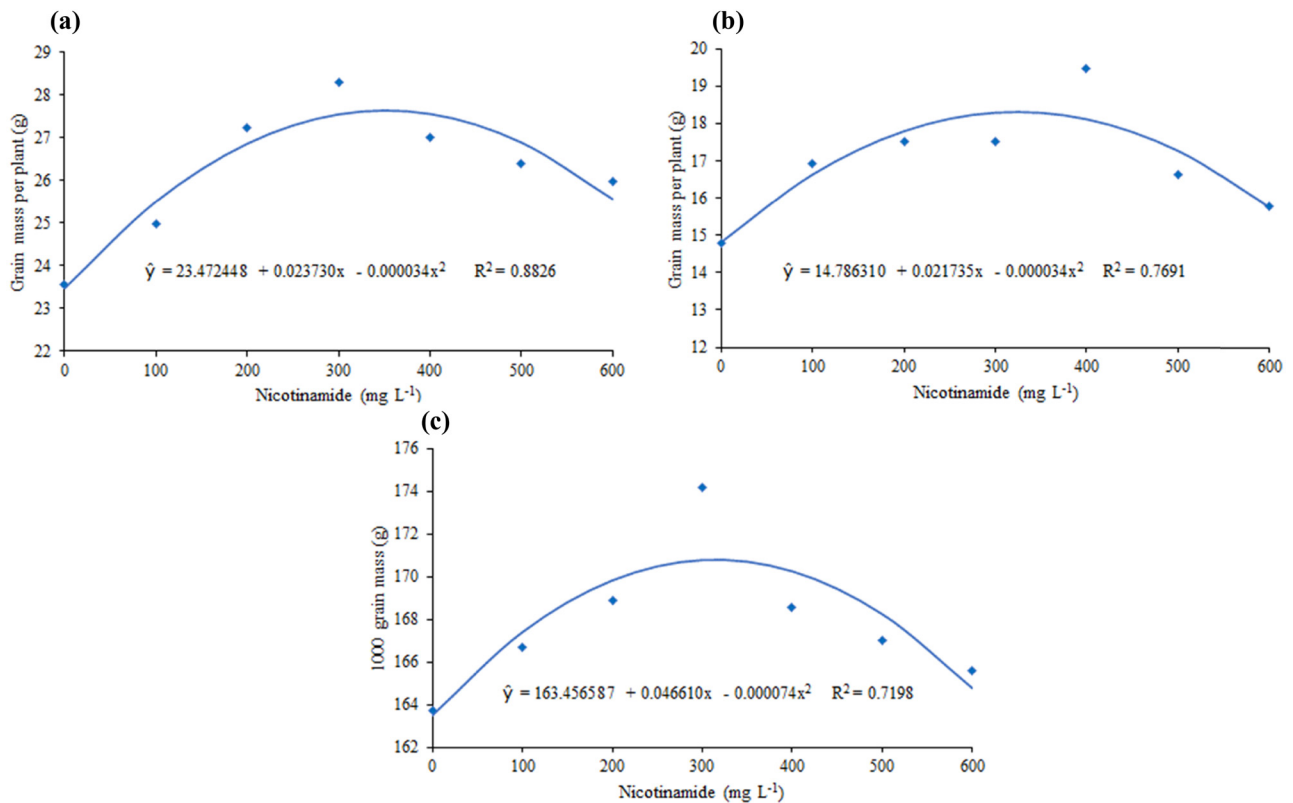 (a)
29
28
27
26
25
24
23
22
Grain mass per plant (g)
ŷ = 23.472448 + 0.023730x - 0.000034x² R² = 0.8826
0 100 200 300 400 500 600
Nicotinamide (mg L⁻¹)
(b)
20
19
18
17
16
15
14
13
12
Grain mass per plant (g)
ŷ = 14.786310 + 0.021735x - 0.000034x² R² = 0.7691
0 100 200 300 400 500 600
Nicotinamide (mg L⁻¹)
(c)
176
174
172
170
168
166
164
162
1000 grain mass (g)
ŷ = 163.456587 + 0.046610x - 0.000074x² R² = 0.7198
0 100 200 300 400 500 600
Nicotinamide (mg L⁻¹)